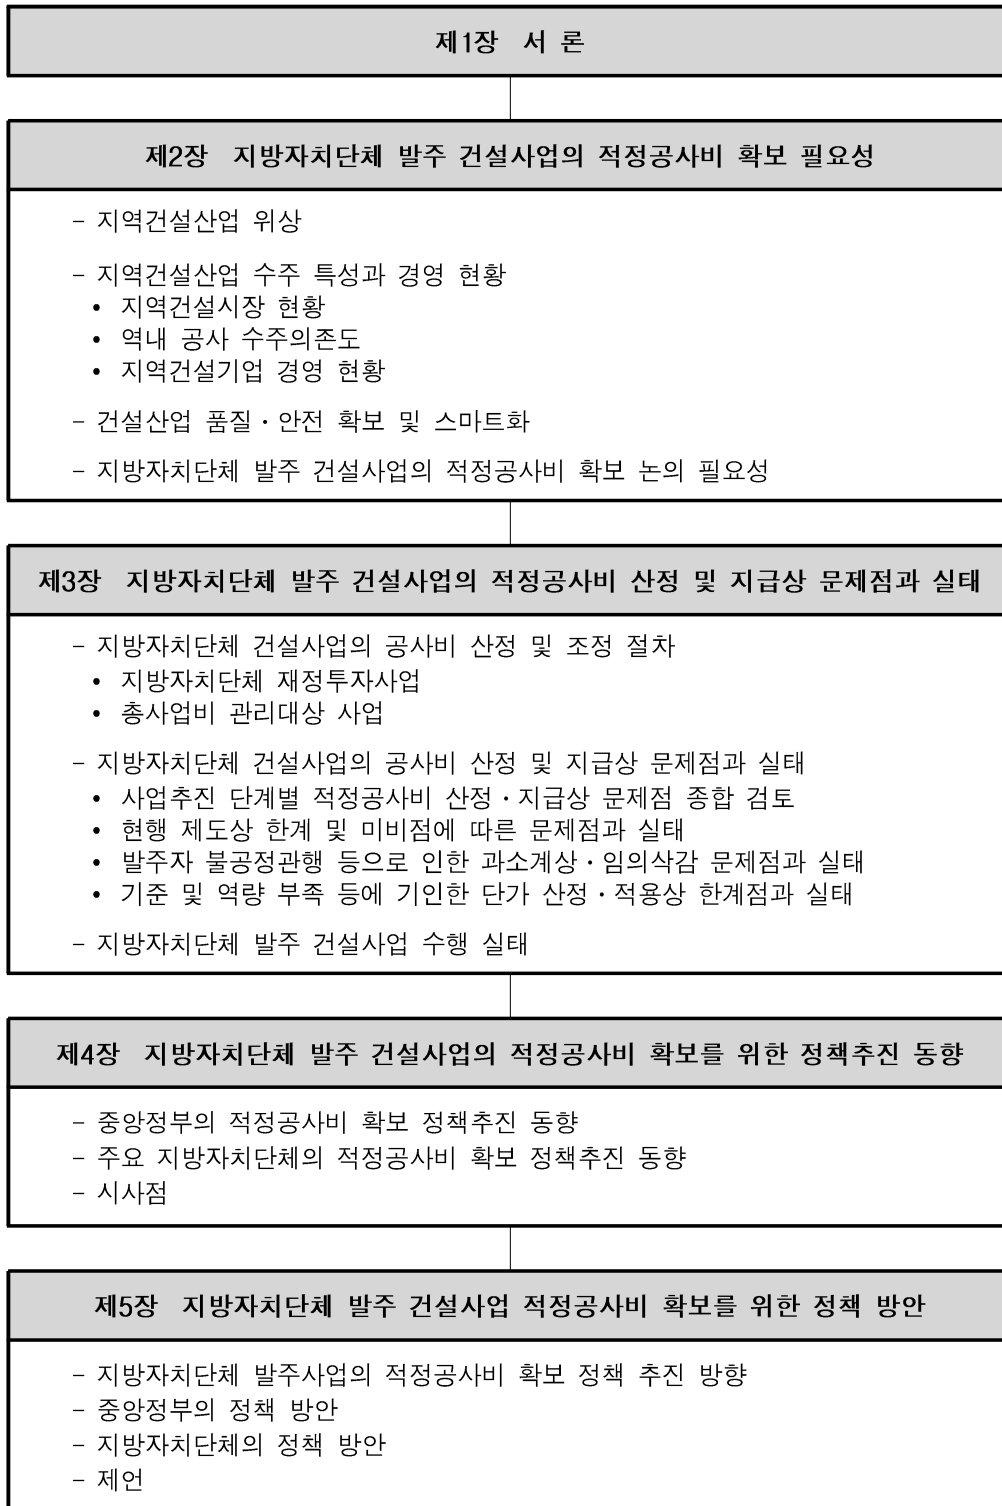 제1장 서 론
제2장 지방자치단체 발주 건설사업의 적정공사비 확보 필요성
- 지역건설산업 위상
- 지역건설산업 수주 특성과 경영 현황
• 지역건설시장 현황
• 역내 공사 수주의존도
• 지역건설기업 경영 현황
- 건설산업 품질·안전 확보 및 스마트화
- 지방자치단체 발주 건설사업의 적정공사비 확보 논의 필요성
제3장 지방자치단체 발주 건설사업의 적정공사비 산정 및 지급상 문제점과 실태
- 지방자치단체 건설사업의 공사비 산정 및 조정 절차
• 지방자치단체 재정투자사업
• 총사업비 관리대상 사업
- 지방자치단체 건설사업의 공사비 산정 및 지급상 문제점과 실태
• 사업추진 단계별 적정공사비 산정·지급상 문제점 종합 검토
• 현행 제도상 한계 및 미비점에 따른 문제점과 실태
• 발주자 불공정관행 등으로 인한 과소계상·임의삭감 문제점과 실태
• 기준 및 역량 부족 등에 기인한 단가 산정·적용상 한계점과 실태
- 지방자치단체 발주 건설사업 수행 실태
제4장 지방자치단체 발주 건설사업의 적정공사비 확보를 위한 정책추진 동향
- 중앙정부의 적정공사비 확보 정책추진 동향
- 주요 지방자치단체의 적정공사비 확보 정책추진 동향
- 시사점
제5장 지방자치단체 발주 건설사업 적정공사비 확보를 위한 정책 방안
- 지방자치단체 발주사업의 적정공사비 확보 정책 추진 방향
- 중앙정부의 정책 방안
- 지방자치단체의 정책 방안
- 제언